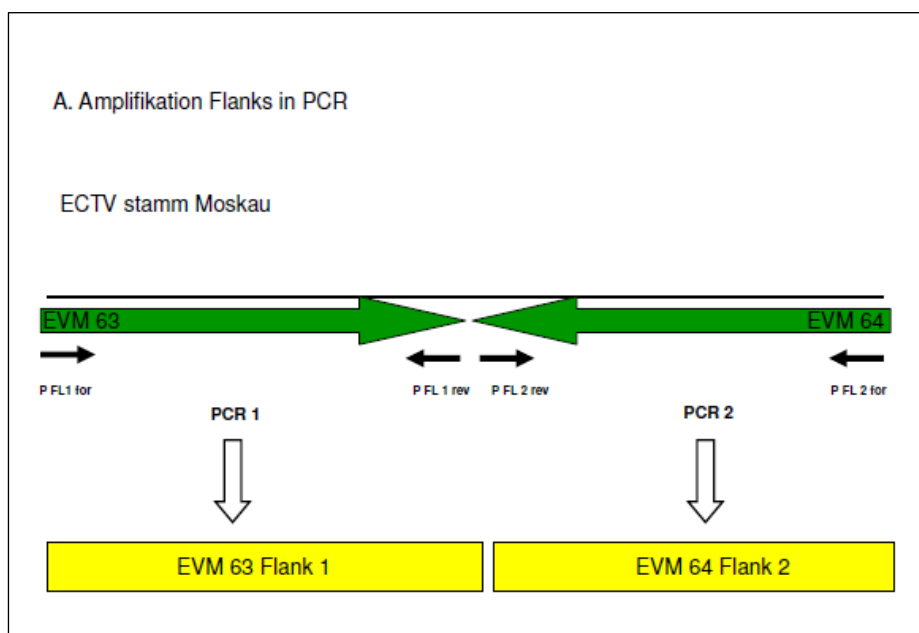 A. Amplifikation Flanks in PCR
ECTV stamm Moskau
EVM 63 EVM 64
P FL1 for P FL 1 rev P FL 2 rev P FL 2 for
PCR 1 PCR 2
EVM 63 Flank 1 EVM 64 Flank 2